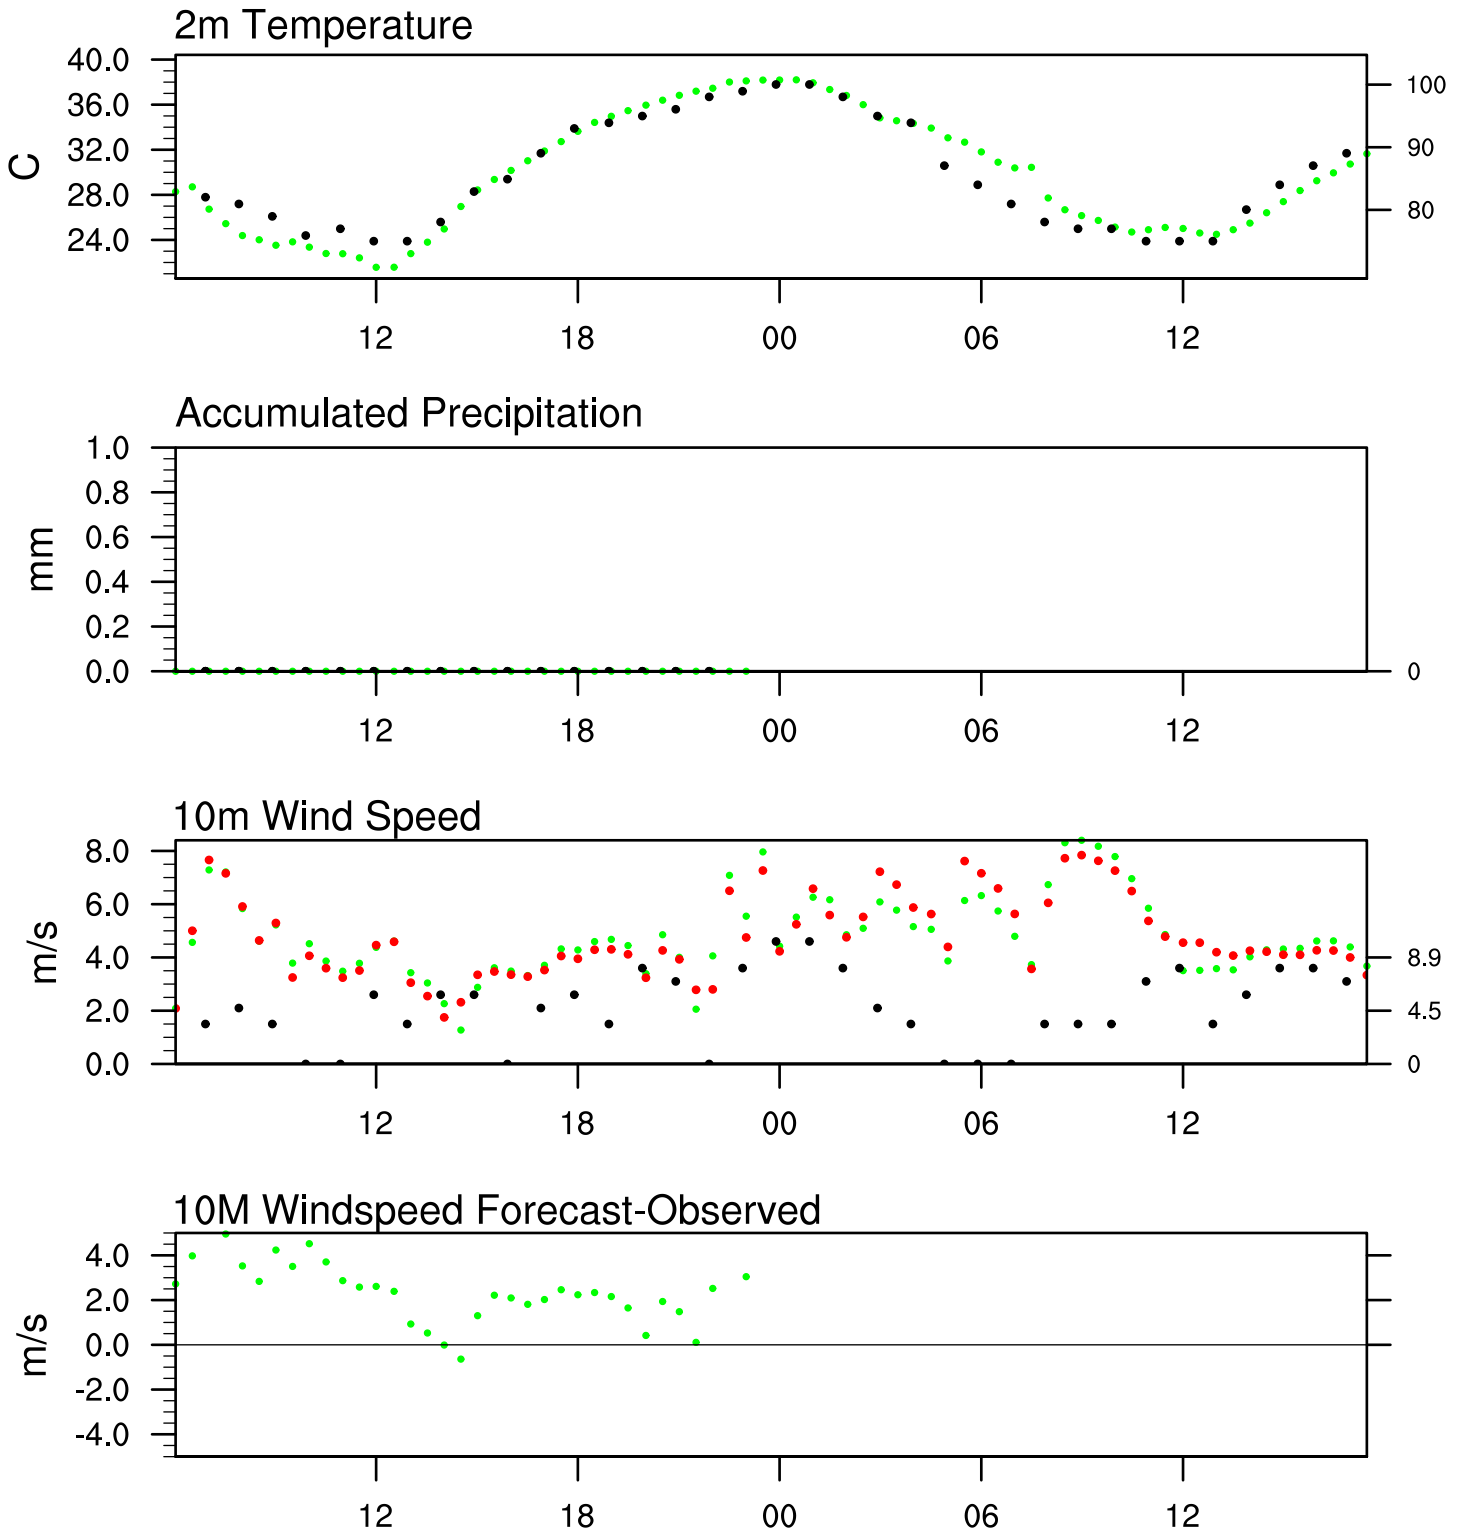 2m Temperature
40.0
36.0
32.0
28.0
24.0
C
100
90
80
12 18 00 06 12
Accumulated Precipitation
1.0
0.8
0.6
0.4
0.2
0.0
mm
0
12 18 00 06 12
10m Wind Speed
8.0
6.0
4.0
2.0
0.0
m/s
8.9
4.5
0
12 18 00 06 12
10M Windspeed Forecast-Observed
4.0
2.0
0.0
-2.0
-4.0
m/s
12 18 00 06 12